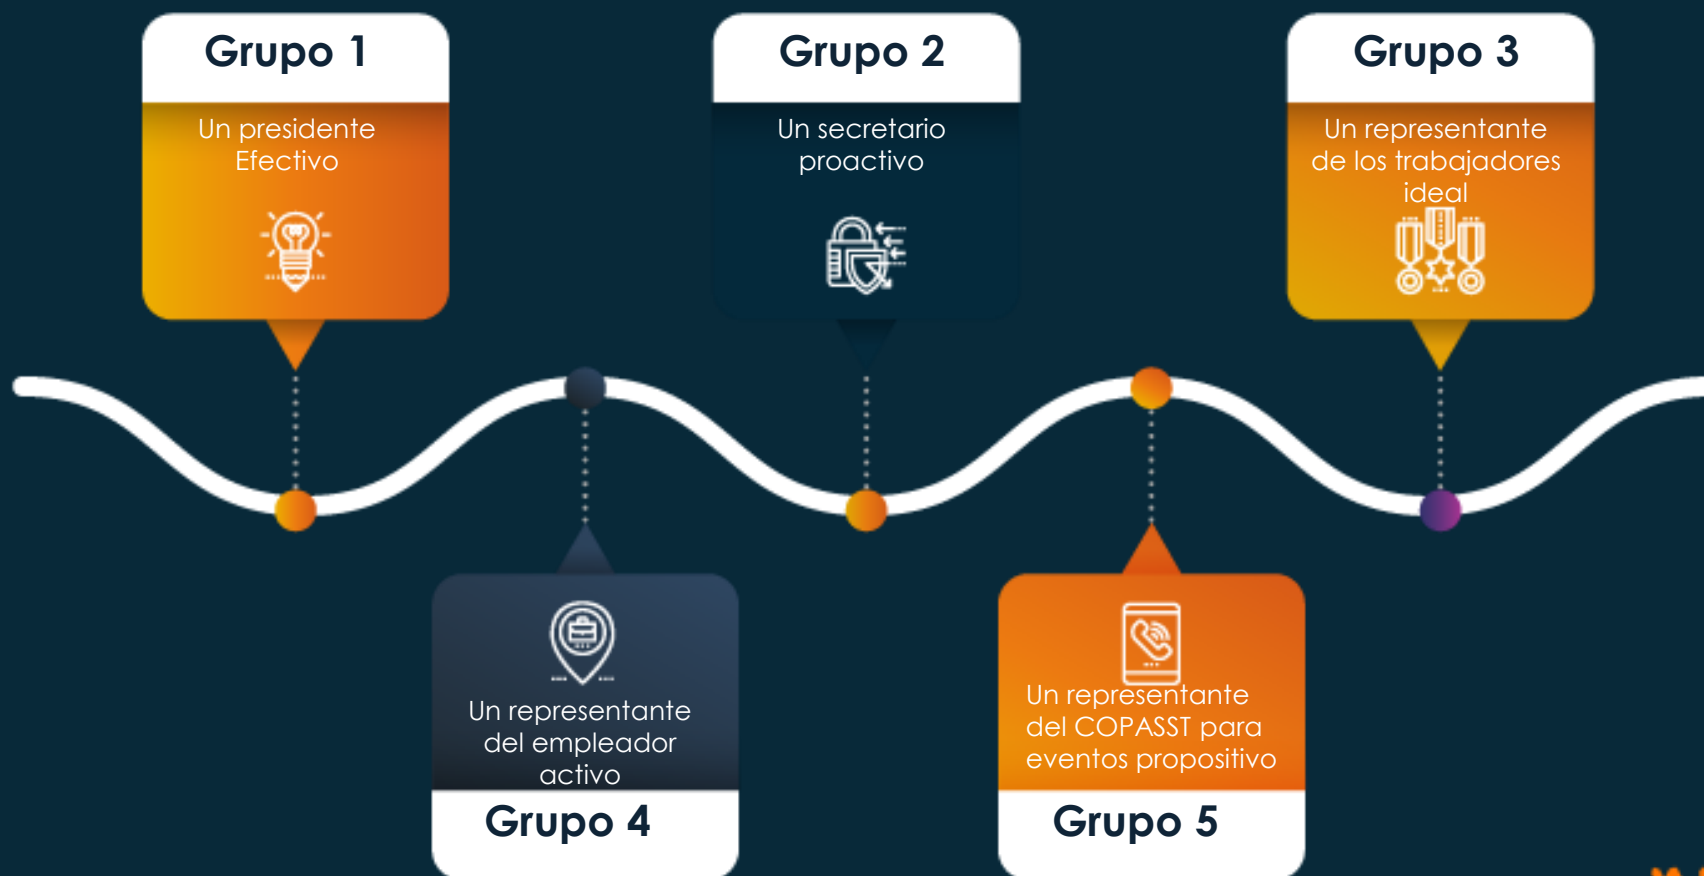 Grupo 1
Un presidente
Efectivo
Grupo 2
Un secretario
proactivo
Grupo 3
Un representante
de los trabajadores
ideal
Un representante
del empleador
activo
Grupo 4
Un representante
del COPASST para
eventos propositivo
Grupo 5